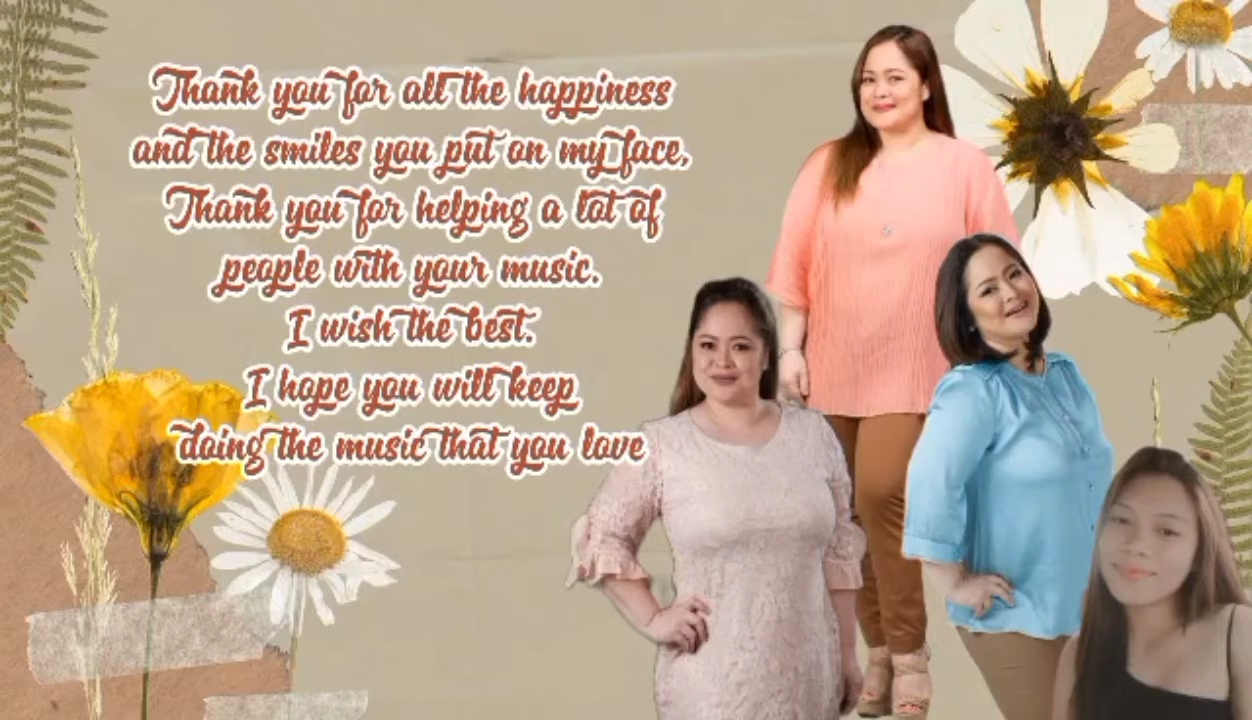 Thank you for all the happiness
and the smiles you put on my face,
Thank you for helping a lot of
people with your music.
I wish the best.
I hope you will keep
doing the music that you love